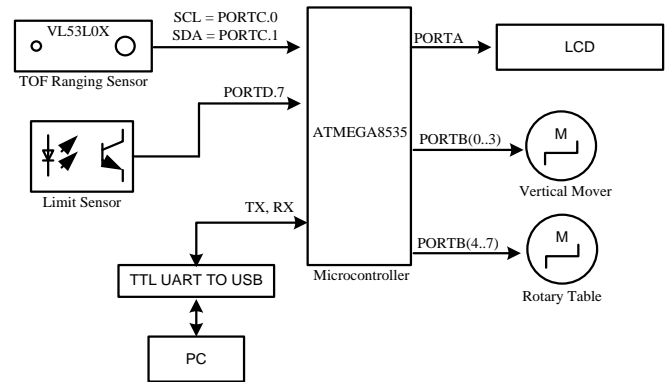 VL53L0X
TOF Ranging Sensor
SCL = PORTC.0
SDA = PORTC.1
PORTD.7
Limit Sensor
TX, RX
TTL UART TO USB
PC
ATMEGA8535
Microcontroller
PORTA
LCD
PORTB(0..3)
M
Vertical Mover
PORTB(4..7)
M
Rotary Table